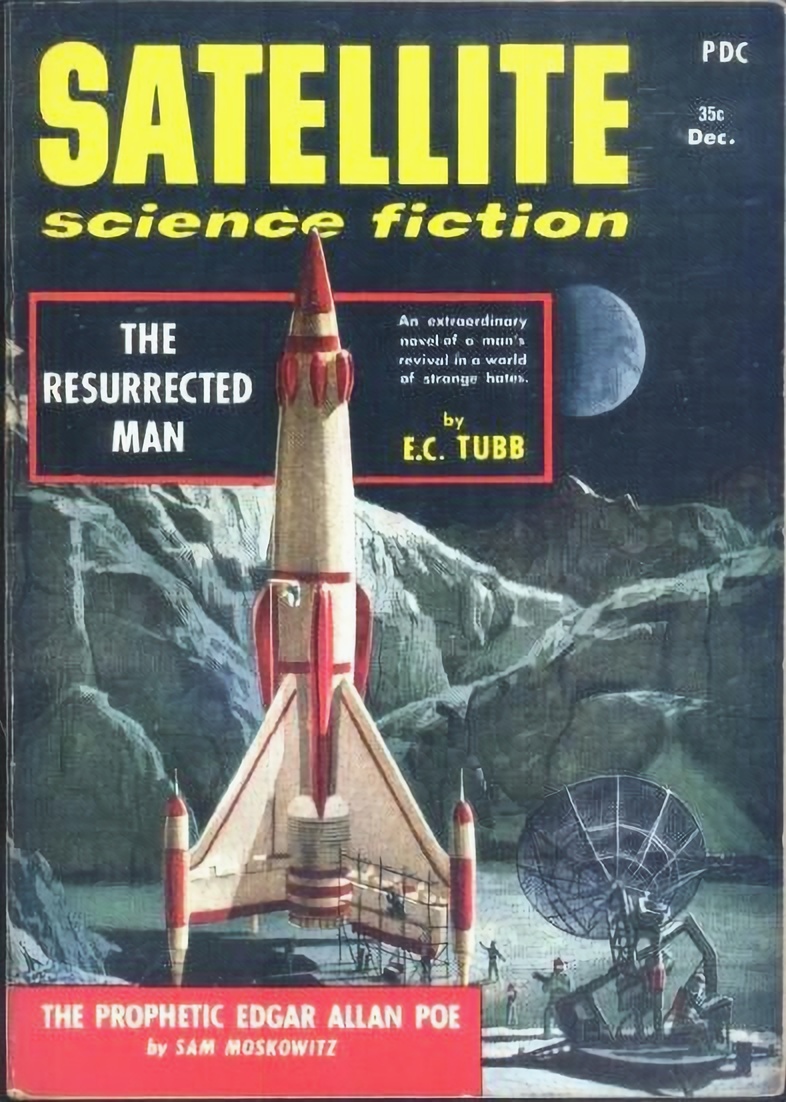 SATELLITE
PDC
35c
Dec.
science fiction
THE
RESURRECTED
MAN
An extraordinary
novel of a man's
revival in a world
of strange hates.
by
E.C. TUBB
THE PROPHETIC EDGAR ALLAN POE
by SAM MOSKOWITZ